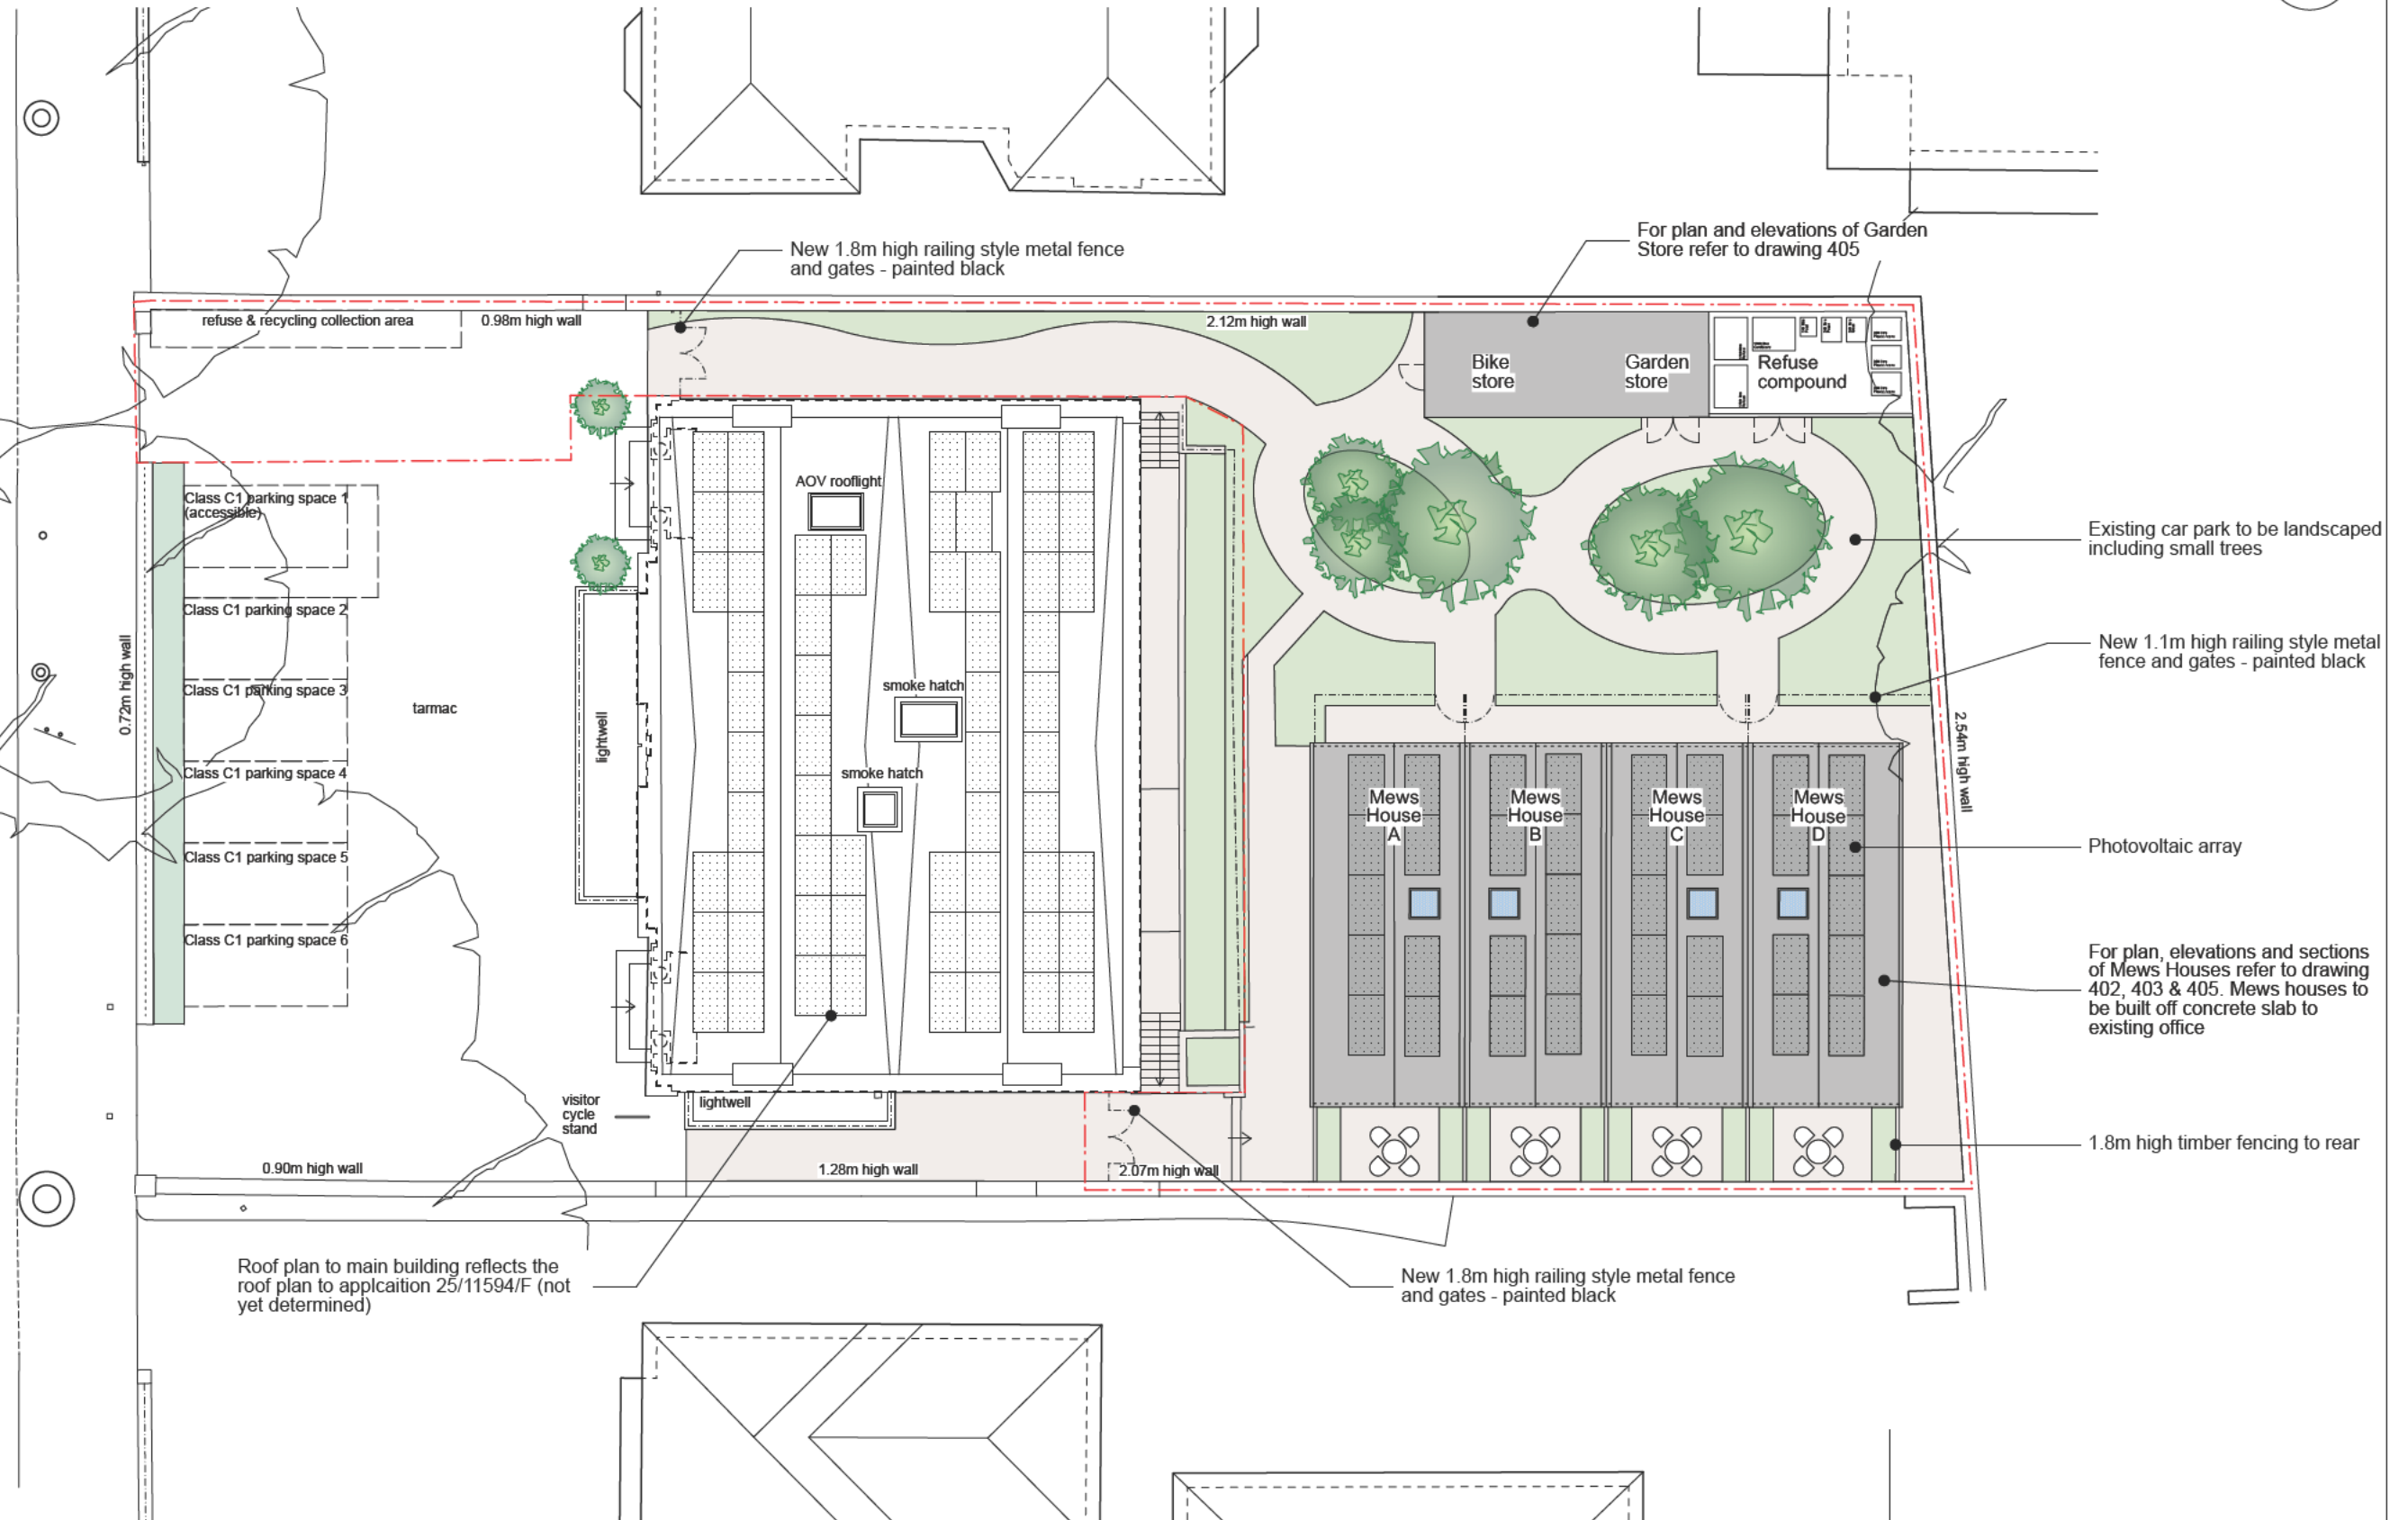 For plan and elevations of Garden
Store refer to drawing 405
New 1.8m high railing style metal fence
and gates - painted black
refuse & recycling collection area
0.98m high wall
2.12m high wall
Bike
store
Garden
store
Refuse
compound
AOV rooflight
Class C1 parking space 1
(accessible)
Existing car park to be landscaped
including small trees
Class C1 parking space 2
New 1.1m high railing style metal
fence and gates - painted black
0.72m high wall
Class C1 parking space 3
tarmac
lightwell
smoke hatch
2.54m high wall
Class C1 parking space 4
smoke hatch
Mews
House
A
Mews
House
B
Mews
House
C
Mews
House
D
Photovoltaic array
Class C1 parking space 5
Class C1 parking space 6
For plan, elevations and sections
of Mews Houses refer to drawing
402, 403 & 405. Mews houses to
be built off concrete slab to
existing office
visitor
cycle
stand
lightwell
1.8m high timber fencing to rear
0.90m high wall
1.28m high wall
2.07m high wall
Roof plan to main building reflects the
roof plan to applcaition 25/11594/F (not
yet determined)
New 1.8m high railing style metal fence
and gates - painted black